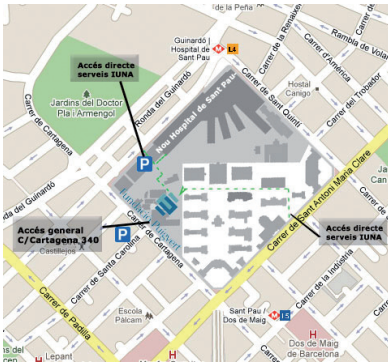 de la Peña
Guinardó |
Hospital de
Sant Pau
L4
Accés directe
serveis IUNA
Jardins del Doctor
Pla i Armengol
Ronda del Guinardó
Nou Hospital de Sant Pau
Carrer de Sant Quintí
Carrer de la Renaixença
Carrer d'Amèrica
Rambla de Volart
Hostal
Canigo
Carrer del Trobador
Carrer de Cartagena
Ronda del Guinardó
P
Fundació Puigvert
Carrer de Sant Antoni Maria Claret
Accés general
C/Cartagena 340
P
Castillejos
Carrer de Santa Carolina
Carrer de Cartagena
Accés directe
serveis IUNA
Carrer de la Indústria
Carrer de Padilla
Escola
Pàlcam
Sant Pau /
Dos de Maig
L5
H
Dos de Maig
de Barcelona
Lepant
H